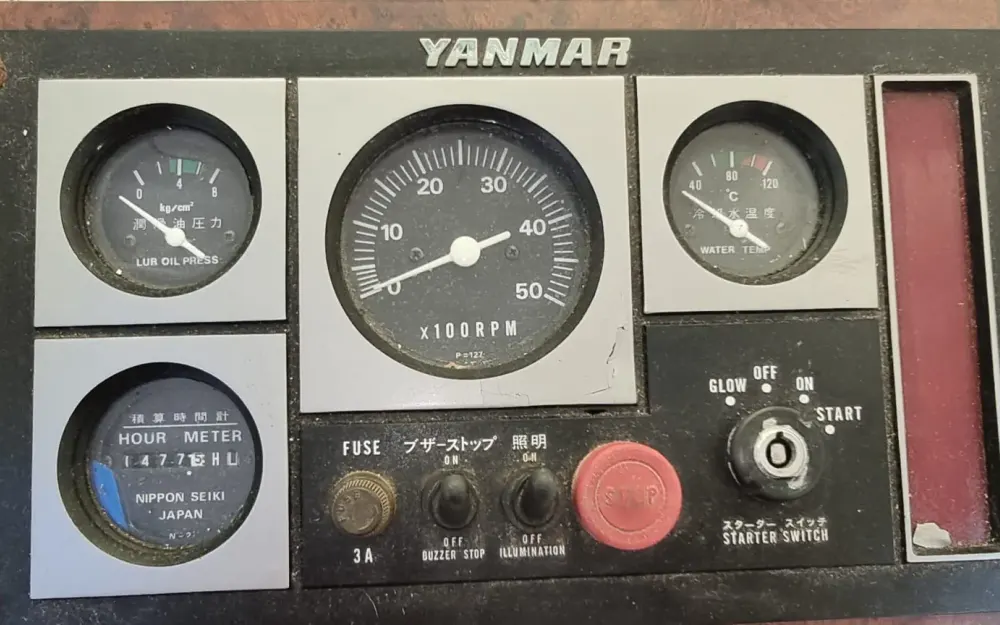 YANMAR
0 4 8
kg/cm²
潤滑油圧力
LUR OIL PRESS
0 10 20 30 40 50
x100RPM
P=127
40 80 120
°C
冷却水温度
WATER TEMP
積算時間計
HOUR METER
NIPPON SEIKI
JAPAN
FUSE
3A
ブザーストップ
ON
OFF
BUZZER STOP
照明
ON
OFF
ILLUMINATION
STOP
GLOW OFF ON START
スターター スイッチ
STARTER SWITCH